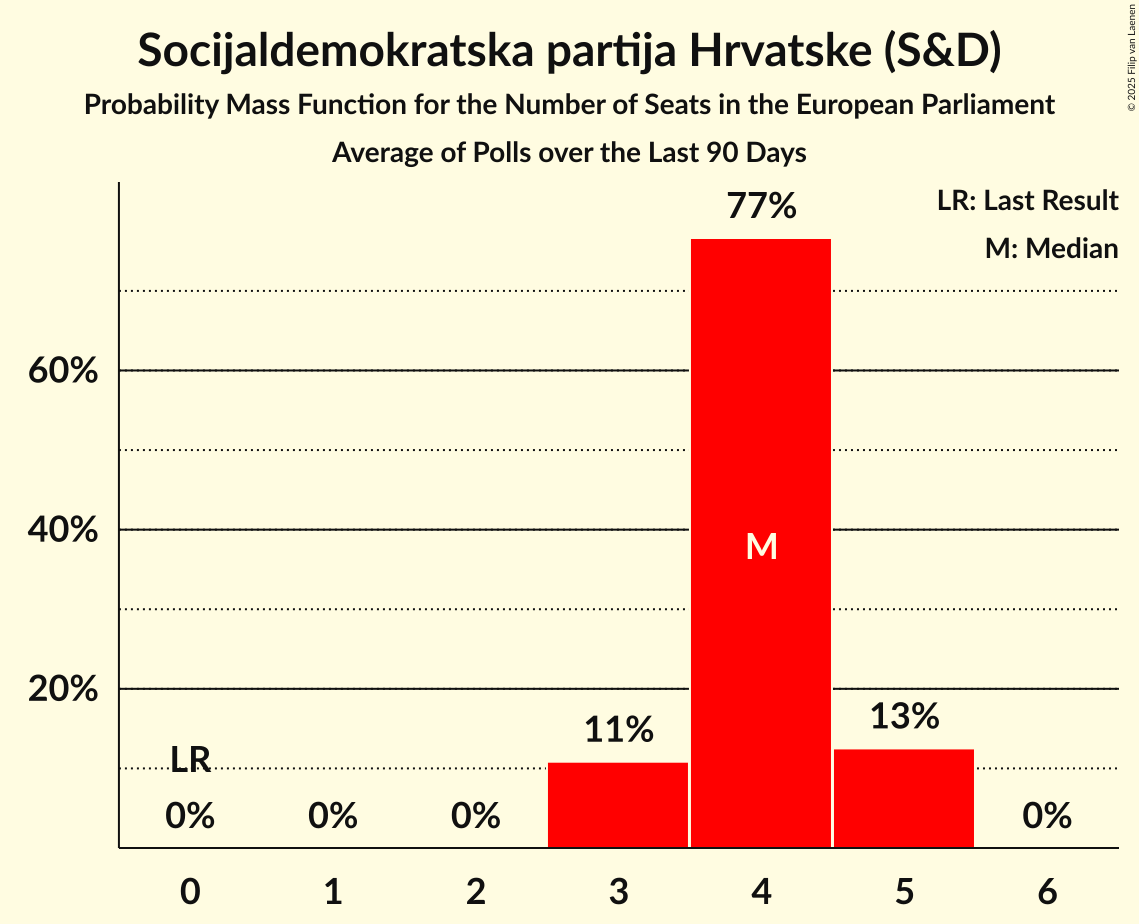 Socijaldemokratska partija Hrvatske (S&D)
Probability Mass Function for the Number of Seats in the European Parliament
Average of Polls over the Last 90 Days
© 2025 Filip van Laenen
LR: Last Result
M: Median
77%
60%
40%
M
20%
13%
11%
LR
0%
0%
0%
0%
0
1
2
3
4
5
6